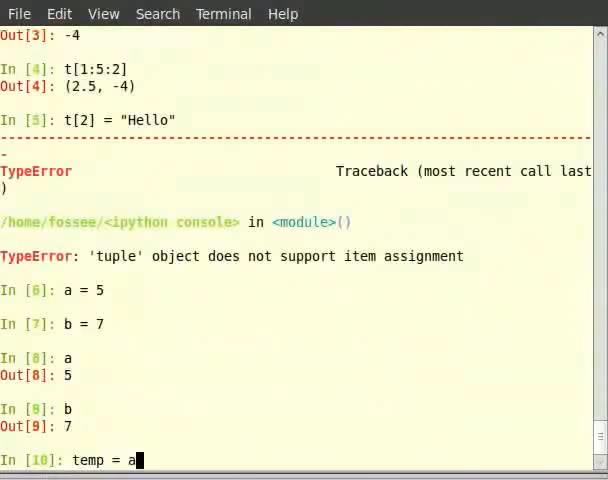 File Edit View Search Terminal Help
Out[3]: -4
In [4]: t[1:5:2]
Out[4]: (2.5, -4)
In [5]: t[2] = "Hello"
---------------------------------------------------------------------------
TypeError                                 Traceback (most recent call last
)
/home/fossee/<ipython console> in <module>()
TypeError: 'tuple' object does not support item assignment
In [6]: a = 5
In [7]: b = 7
In [8]: a
Out[8]: 5
In [9]: b
Out[9]: 7
In [10]: temp = a